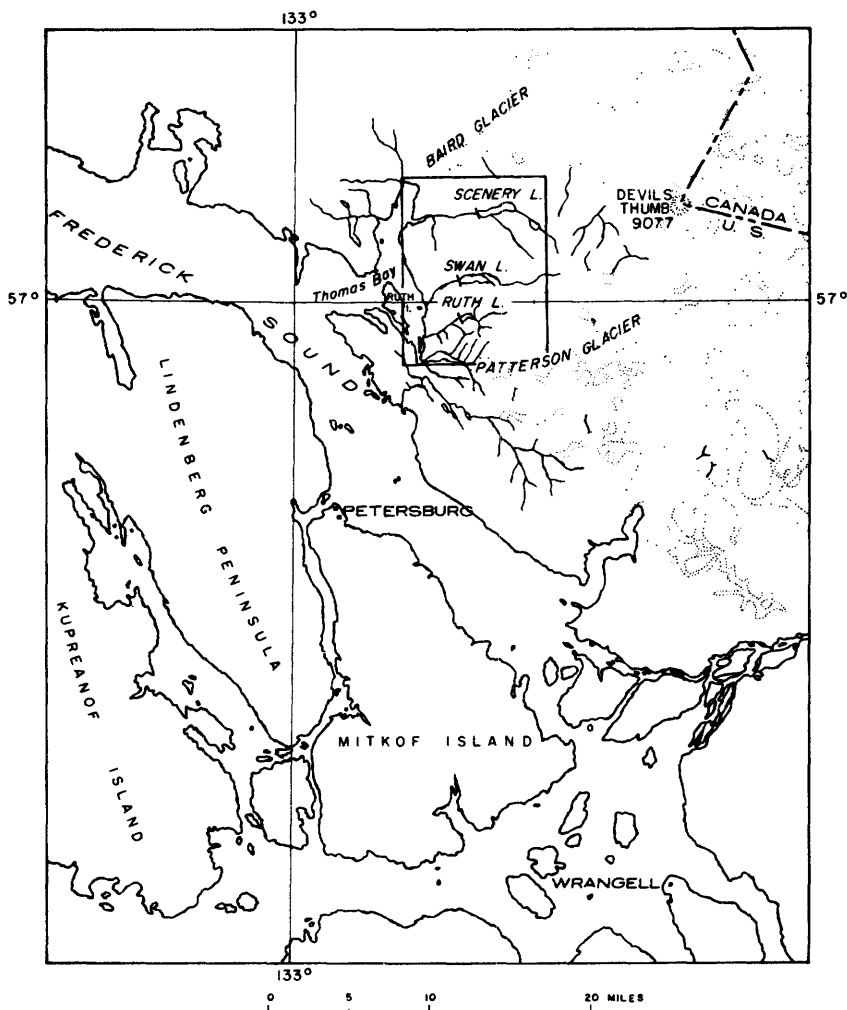 133°
BAIRD GLACIER
SCENERY L.
DEVILS
THUMB
9077
CANADA
U. S.
FREDERICK
SOUND
Thomas Bay
SWAN L.
57°
RUTH
I.
RUTH L.
57°
PATTERSON GLACIER
LINDENBERG PENINSULA
PETERSBURG
KUPREANOF
ISLAND
MITKOF ISLAND
WRANGELL
133°
0 5 10 20 MILES